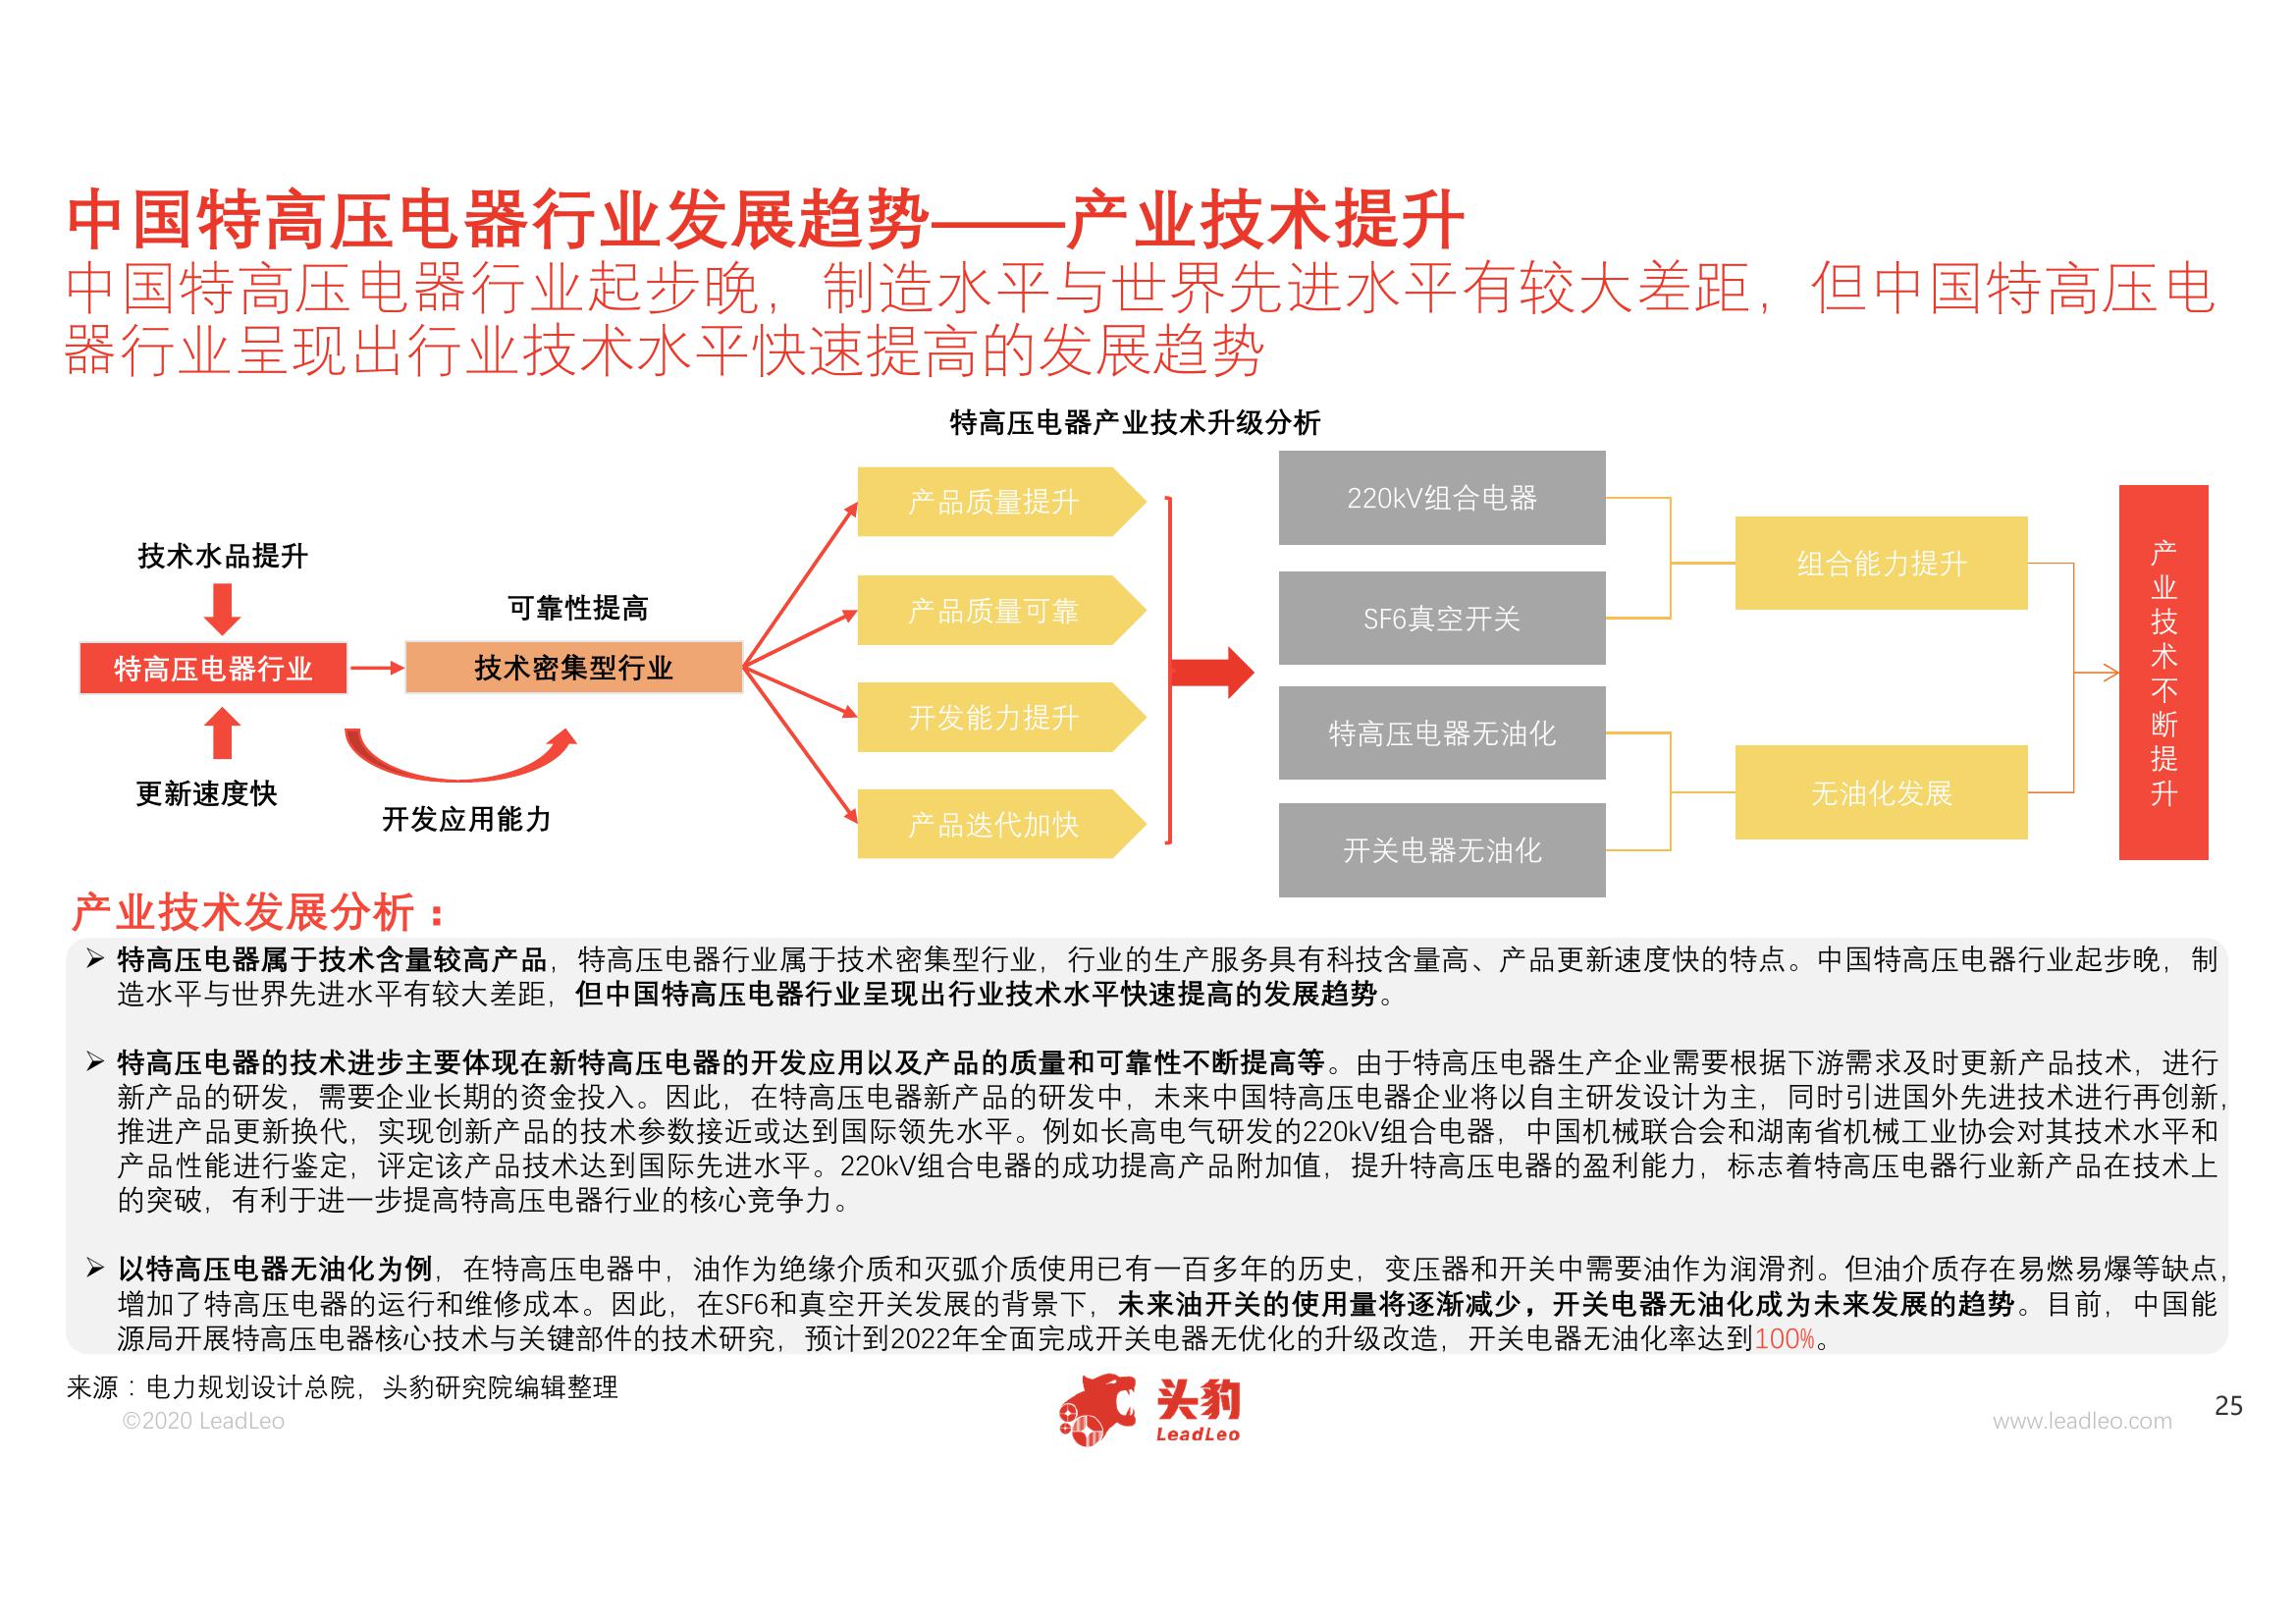 中国特高压电器行业发展趋势——产业技术提升
中国特高压电器行业起步晚，制造水平与世界先进水平有较大差距，但中国特高压电
器行业呈现出行业技术水平快速提高的发展趋势
特高压电器产业技术升级分析
技术水品提升
特高压电器行业
更新速度快
可靠性提高
技术密集型行业
开发应用能力
产品质量提升
产品质量可靠
开发能力提升
产品迭代加快
220kV组合电器
SF6真空开关
特高压电器无油化
开关电器无油化
组合能力提升
无油化发展
产业技术不断提升
产业技术发展分析：
➢ 特高压电器属于技术含量较高产品，特高压电器行业属于技术密集型行业，行业的生产服务具有科技含量高、产品更新速度快的特点。中国特高压电器行业起步晚，制
造水平与世界先进水平有较大差距，但中国特高压电器行业呈现出行业技术水平快速提高的发展趋势。
➢ 特高压电器的技术进步主要体现在新特高压电器的开发应用以及产品的质量和可靠性不断提高等。由于特高压电器生产企业需要根据下游需求及时更新产品技术，进行
新产品的研发，需要企业长期的资金投入。因此，在特高压电器新产品的研发中，未来中国特高压电器企业将以自主研发设计为主，同时引进国外先进技术进行再创新，
推进产品更新换代，实现创新产品的技术参数接近或达到国际领先水平。例如长高电气研发的220kV组合电器，中国机械联合会和湖南省机械工业协会对其技术水平和
产品性能进行鉴定，评定该产品技术达到国际先进水平。220kV组合电器的成功提高产品附加值，提升特高压电器的盈利能力，标志着特高压电器行业新产品在技术上
的突破，有利于进一步提高特高压电器行业的核心竞争力。
➢ 以特高压电器无油化为例，在特高压电器中，油作为绝缘介质和灭弧介质使用已有一百多年的历史，变压器和开关中需要油作为润滑剂。但油介质存在易燃易爆等缺点，
增加了特高压电器的运行和维修成本。因此，在SF6和真空开关发展的背景下，未来油开关的使用量将逐渐减少，开关电器无油化成为未来发展的趋势。目前，中国能
源局开展特高压电器核心技术与关键部件的技术研究，预计到2022年全面完成开关电器无优化的升级改造，开关电器无油化率达到100%。
来源：电力规划设计总院，头豹研究院编辑整理
©2020 LeadLeo
头豹
LeadLeo
www.leadleo.com
25